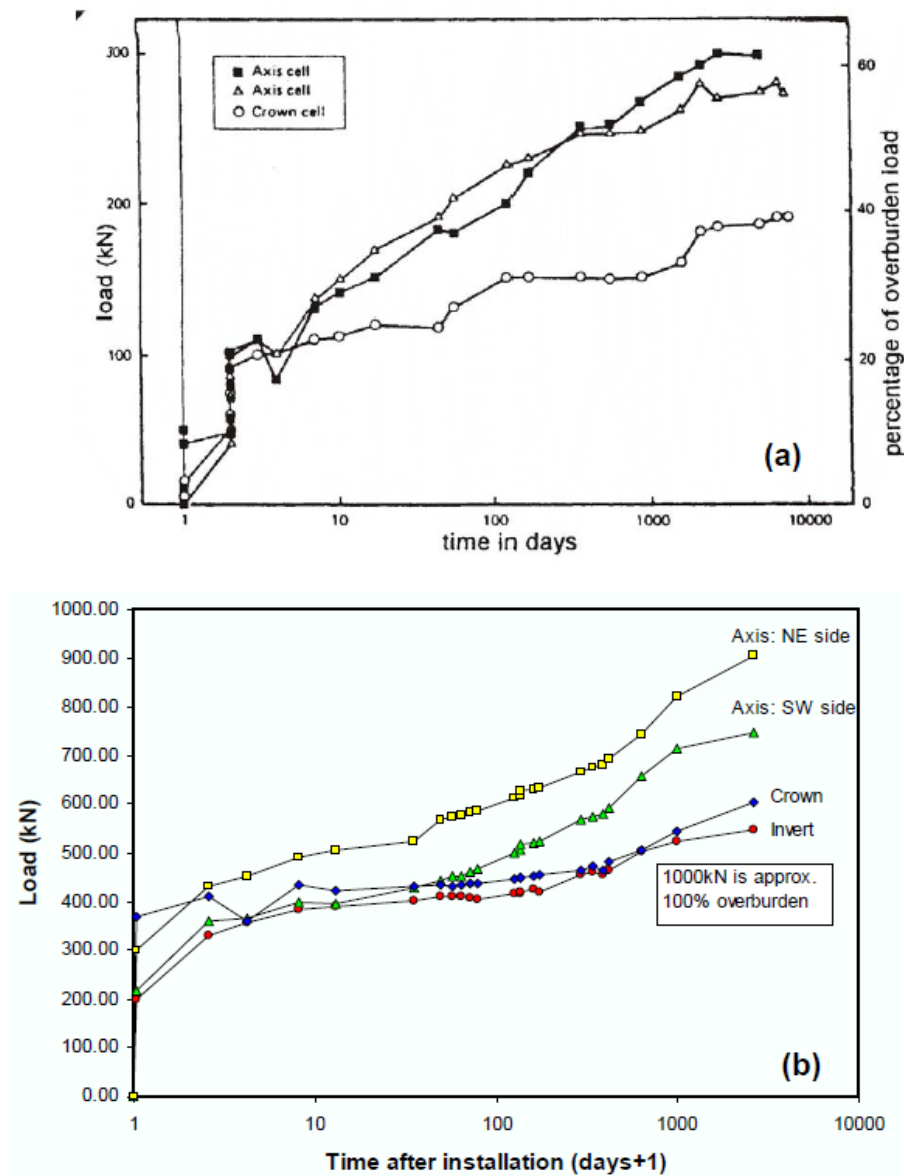 300
200
100
0
load (kN)
Axis cell
Axis cell
Crown cell
60
40
20
0
percentage of overburden load
(a)
1
10
100
1000
10000
time in days
1000.00
900.00
800.00
700.00
600.00
500.00
400.00
300.00
200.00
100.00
0.00
Load (kN)
Axis: NE side
Axis: SW side
Crown
Invert
1000kN is approx.
100% overburden
(b)
1
10
100
1000
10000
Time after installation (days+1)